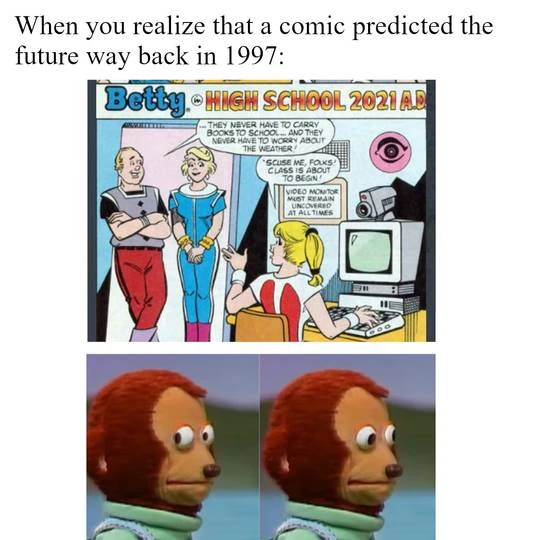 When you realize that a comic predicted the
future way back in 1997:
Betty in HIGH SCHOOL 2021 A.D.
... THEY NEVER HAVE TO CARRY
BOOKS TO SCHOOL... AND THEY
NEVER HAVE TO WORRY ABOUT
THE WEATHER!
'SCUSE ME, FOLKS!
CLASS IS ABOUT
TO BEGIN!
VIDEO MONITOR
MUST REMAIN
UNCOVERED
AT ALL TIMES